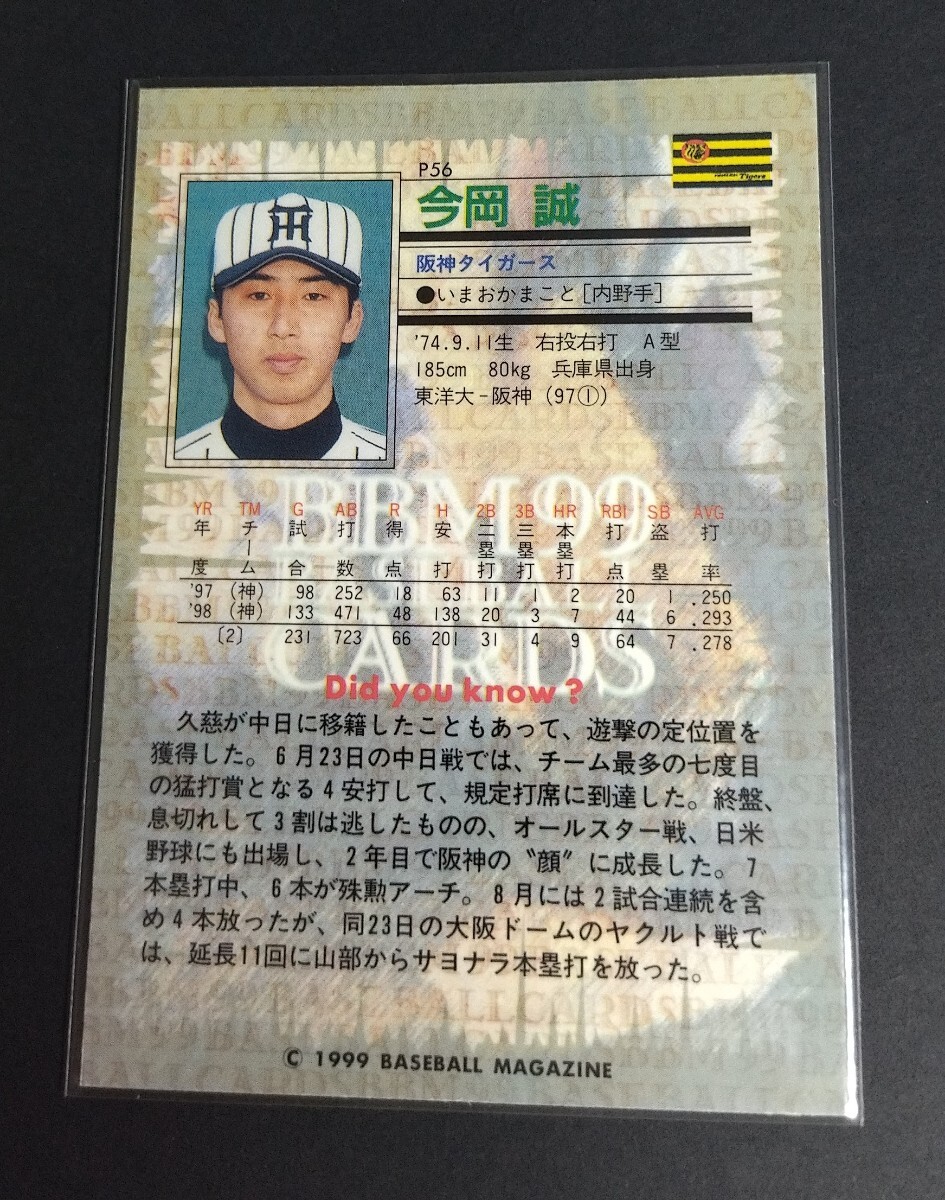 P56
今岡 誠
Tigers
阪神タイガース
●いまおかまこと[内野手]
'74.9.11生 右投右打 A型
185cm 80kg 兵庫県出身
東洋大-阪神(97①)
YR TM G AB R H 2B 3B HR RBI SB AVG
年度 チーム 試合 打数 得点 安打 二塁打 三塁打 本塁打 打点 盗塁 打率
'97 (神) 98 252 18 63 11 1 2 20 1 .250
'98 (神) 133 471 48 138 20 3 7 44 6 .293
〔2〕 231 723 66 201 31 4 9 64 7 .278
BBM 99
BASEBALL
CARDS
Did you know?
久慈が中日に移籍したこともあって、遊撃の定位置を
獲得した。6月23日の中日戦では、チーム最多の七度目
の猛打賞となる4安打して、規定打席に到達した。終盤、
息切れして3割は逃したものの、オールスター戦、日米
野球にも出場し、2年目で阪神の〝顔〟に成長した。7
本塁打中、6本が殊勲アーチ。8月には2試合連続を含
め4本放ったが、同23日の大阪ドームのヤクルト戦で
は、延長11回に山部からサヨナラ本塁打を放った。
© 1999 BASEBALL MAGAZINE